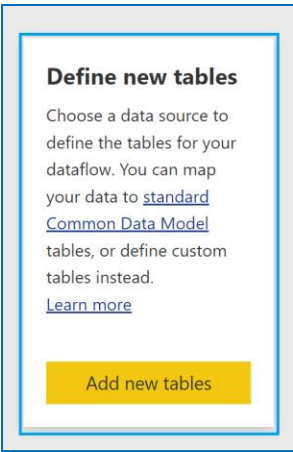 Define new tables
Choose a data source to
define the tables for your
dataflow. You can map
your data to standard
Common Data Model
tables, or define custom
tables instead.
Learn more
Add new tables